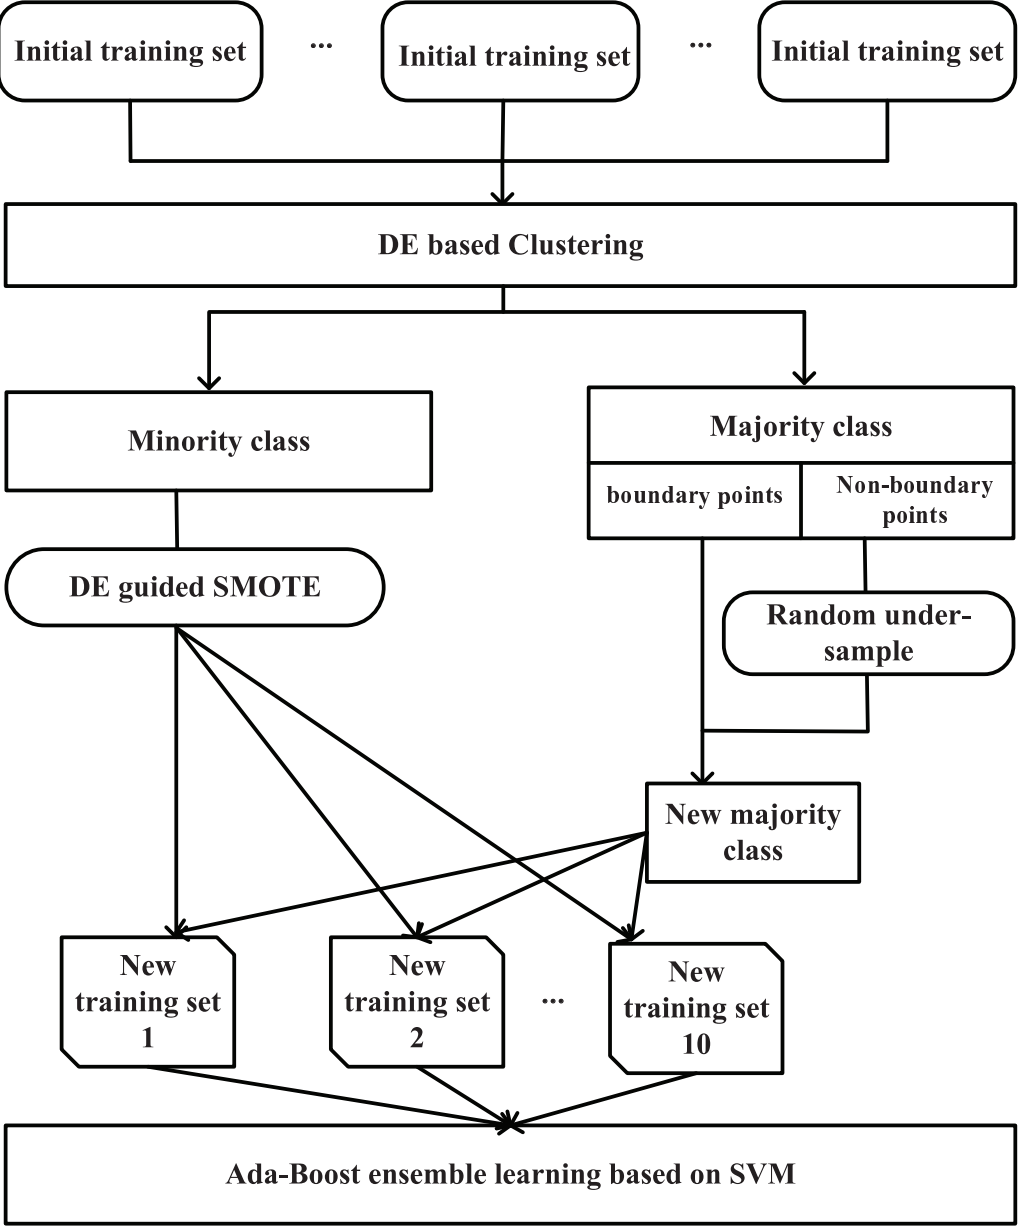 Initial training set
...
Initial training set
...
Initial training set
DE based Clustering
Minority class
Majority class
boundary points
Non-boundary
points
DE guided SMOTE
Random under-
sample
New majority
class
New
training set
1
New
training set
2
...
New
training set
10
Ada-Boost ensemble learning based on SVM